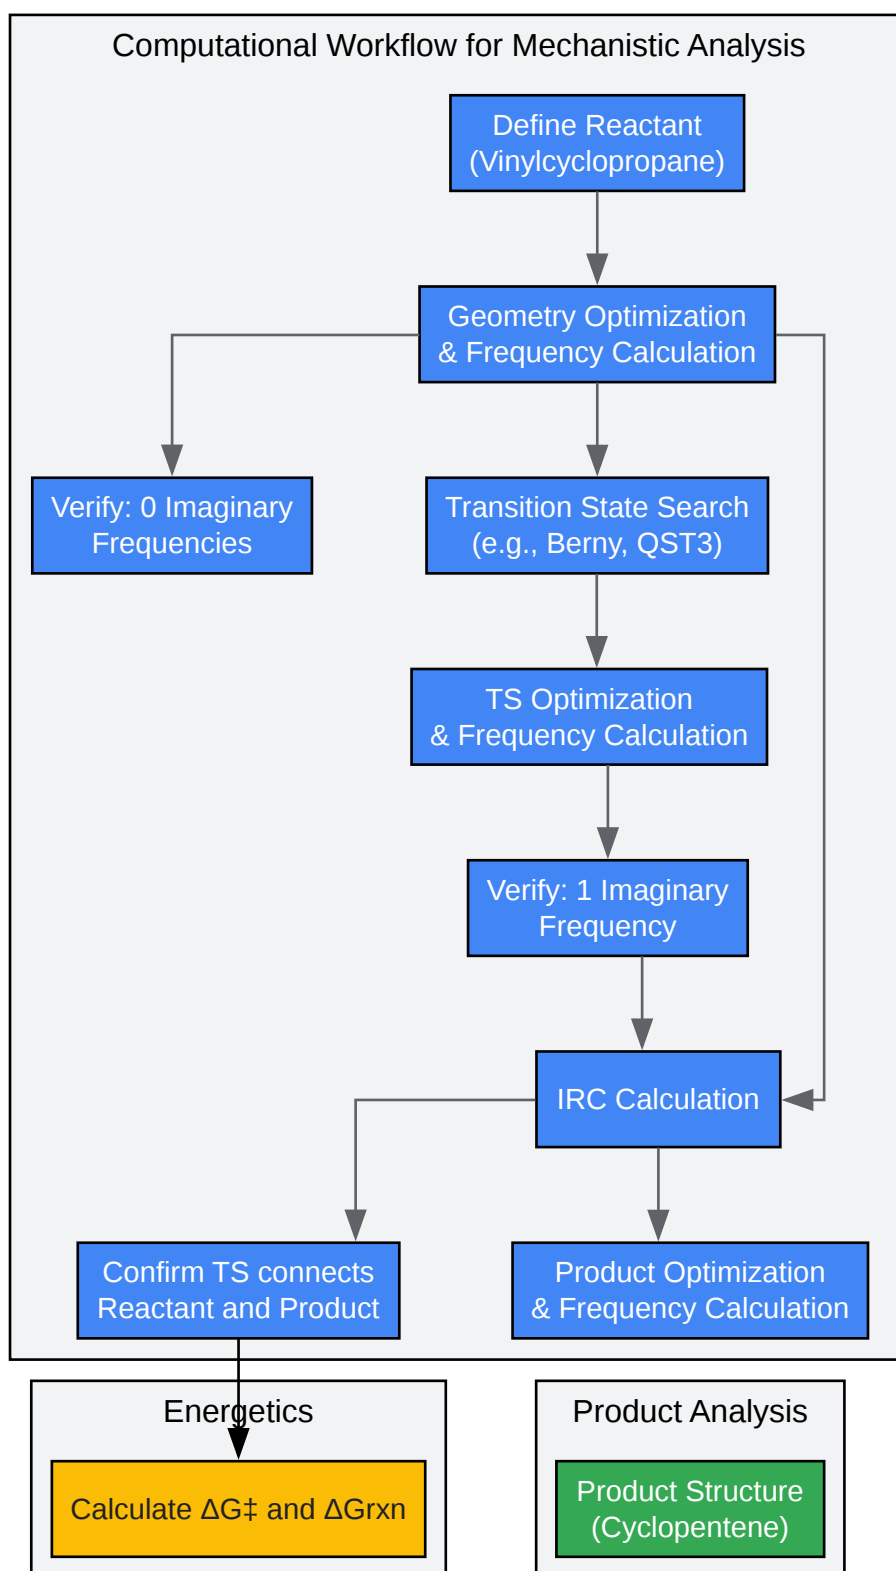 Computational Workflow for Mechanistic Analysis
Define Reactant
(Vinylcyclopropane)
Geometry Optimization
& Frequency Calculation
Verify: 0 Imaginary
Frequencies
Transition State Search
(e.g., Berny, QST3)
TS Optimization
& Frequency Calculation
Verify: 1 Imaginary
Frequency
IRC Calculation
Confirm TS connects
Reactant and Product
Product Optimization
& Frequency Calculation
Energetics
Calculate ΔG‡ and ΔGrxn
Product Analysis
Product Structure
(Cyclopentene)